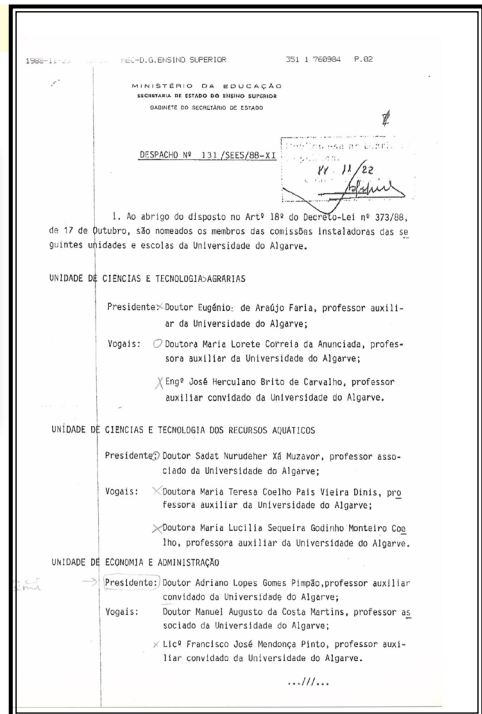 MEC-D.G.ENSINO SUPERIOR 351 1 760984 P.02
MINISTÉRIO DA EDUCAÇÃO
SECRETARIA DE ESTADO DO ENSINO SUPERIOR
GABINETE DO SECRETÁRIO DE ESTADO
DESPACHO Nº 131/SEES/88-XI
11/22
1. Ao abrigo do disposto no Artº 18º do Decreto-Lei nº 373/88,
de 17 de Outubro, são nomeados os membros das comissões instaladoras das se
guintes unidades e escolas da Universidade do Algarve.
UNIDADE DE CIÊNCIAS E TECNOLOGIA AGRARIAS
Presidente: Doutor Eugénio de Araújo Faria, professor auxili-
ar da Universidade do Algarve;
Vogais: Doutora Maria Lorete Correia da Anunciada, profes-
sora auxiliar da Universidade do Algarve;
Engº José Herculano Brito de Carvalho, professor
auxiliar convidado da Universidade do Algarve.
UNIDADE DE CIENCIAS E TECNOLOGIA DOS RECURSOS AQUÁTICOS
Presidente: Doutor Sadat Nurudeher Xá Muzavor, professor asso-
ciado da Universidade do Algarve;
Vogais: Doutora Maria Teresa Coelho Pais Vieira Dinis, pro
fessora auxiliar da Universidade do Algarve;
Doutora Maria Lucilia Sequeira Godinho Monteiro Coe
lho, professora auxiliar da Universidade do Algarve.
UNIDADE DE ECONOMIA E ADMINISTRAÇÃO
Presidente: Doutor Adriano Lopes Gomes Pimpão,professor auxiliar
convidado da Universidade do Algarve;
Vogais: Doutor Manuel Augusto da Costa Martins, professor as
sociado da Universidade do Algarve;
Licº Francisco José Mendonça Pinto, professor auxi-
liar convidado da Universidade do Algarve.
...///...